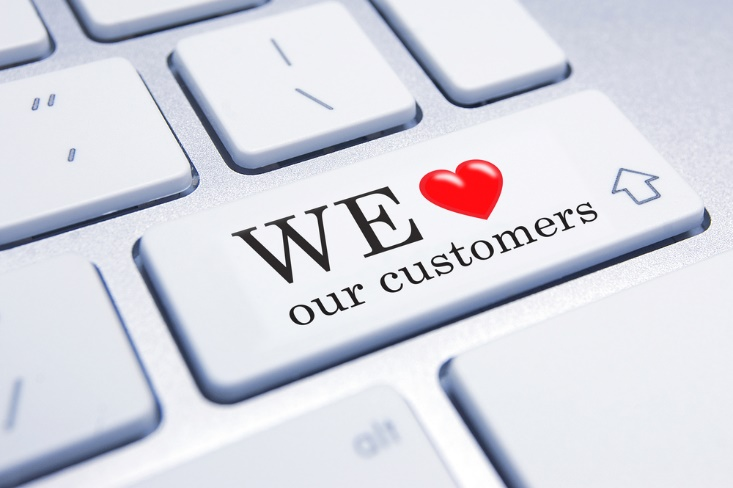 "
'
| \
WE ❤
our customers
/
alt